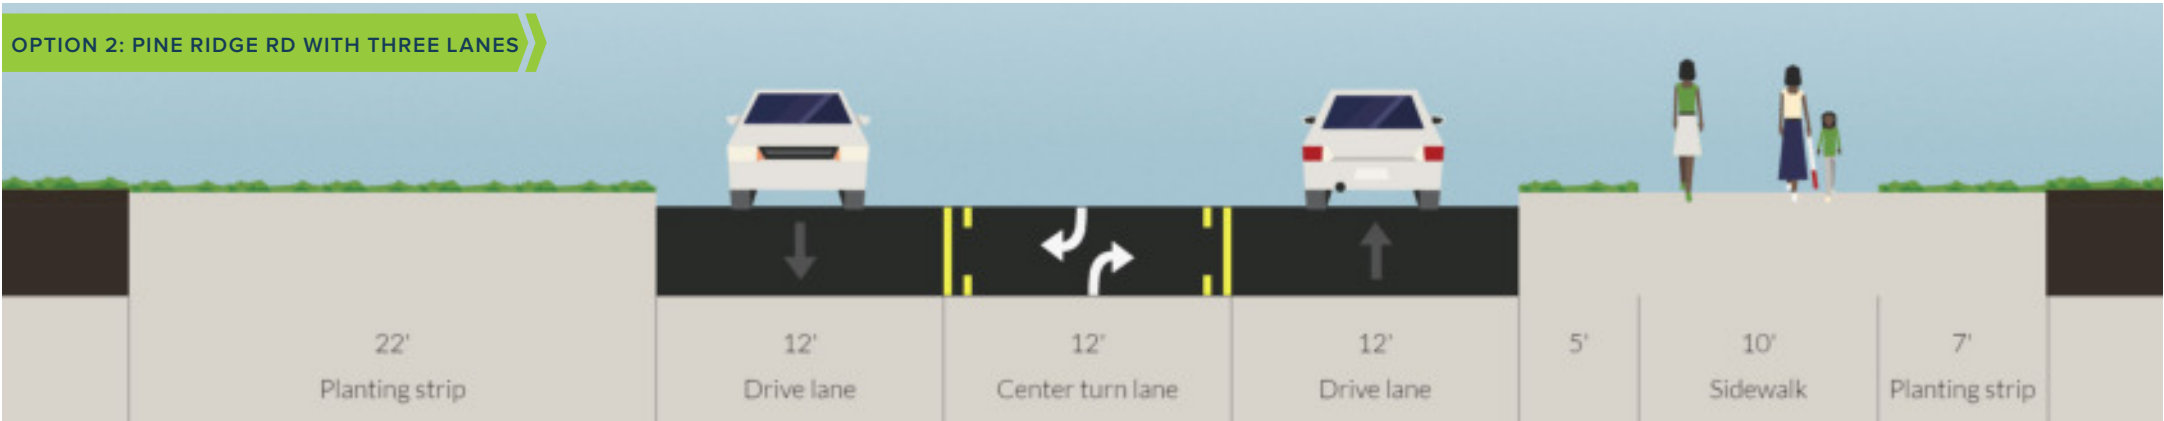 OPTION 2: PINE RIDGE RD WITH THREE LANES
22'
Planting strip
12'
Drive lane
12'
Center turn lane
12'
Drive lane
5'
10'
Sidewalk
7'
Planting strip